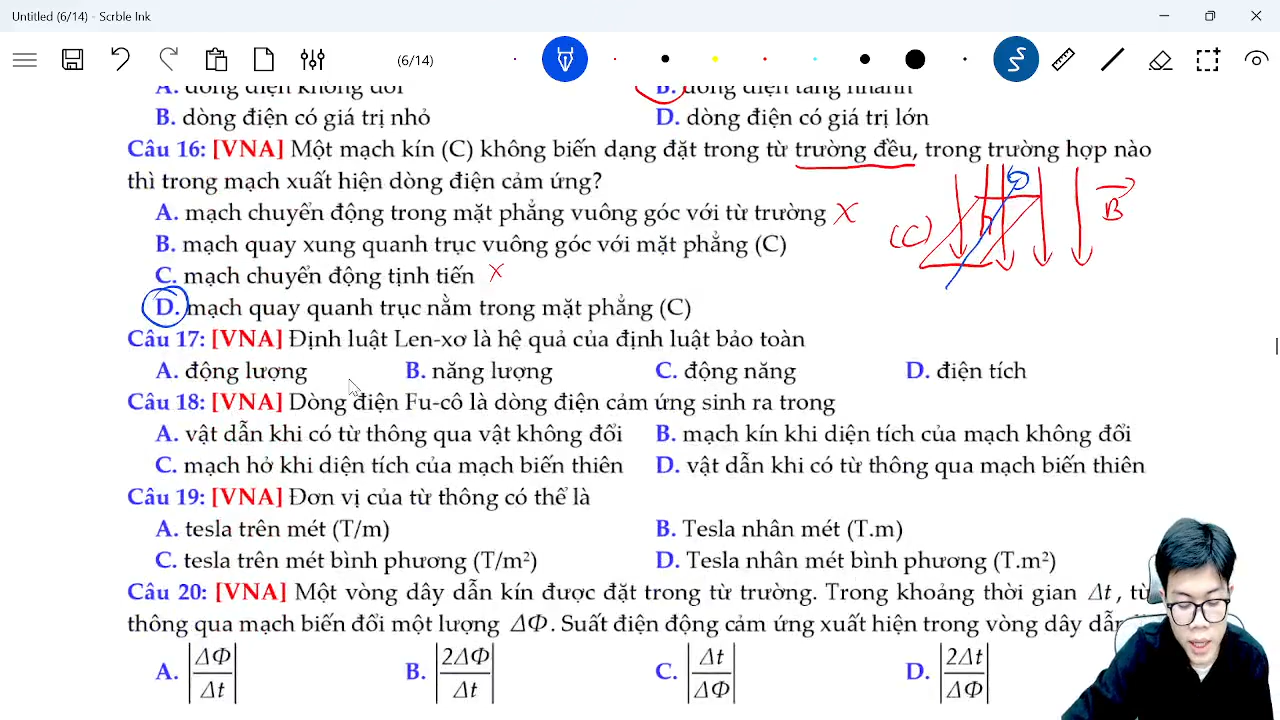 Untitled (6/14) - Scrble Ink
(6/14)
A. dòng điện không đổi
B. dòng điện tăng nhanh
B. dòng điện có giá trị nhỏ
D. dòng điện có giá trị lớn
Câu 16: [VNA] Một mạch kín (C) không biến dạng đặt trong từ trường đều, trong trường hợp nào
thì trong mạch xuất hiện dòng điện cảm ứng?
A. mạch chuyển động trong mặt phẳng vuông góc với từ trường X
B. mạch quay xung quanh trục vuông góc với mặt phẳng (C)
C. mạch chuyển động tịnh tiến x
D. mạch quay quanh trục nằm trong mặt phẳng (C)
(C)
B
Câu 17: [VNA] Định luật Len-xơ là hệ quả của định luật bảo toàn
A. động lượng
B. năng lượng
C. động năng
D. điện tích
Câu 18: [VNA] Dòng điện Fu-cô là dòng điện cảm ứng sinh ra trong
A. vật dẫn khi có từ thông qua vật không đổi
B. mạch kín khi diện tích của mạch không đổi
C. mạch hở khi diện tích của mạch biến thiên
D. vật dẫn khi có từ thông qua mạch biến thiên
Câu 19: [VNA] Đơn vị của từ thông có thể là
A. tesla trên mét (T/m)
B. Tesla nhân mét (T.m)
C. tesla trên mét bình phương (T/m²)
D. Tesla nhân mét bình phương (T.m²)
Câu 20: [VNA] Một vòng dây dẫn kín được đặt trong từ trường. Trong khoảng thời gian Δt, từ
thông qua mạch biến đổi một lượng ΔΦ. Suất điện động cảm ứng xuất hiện trong vòng dây dẫn
A. |ΔΦ/Δt|
B. |2ΔΦ/Δt|
C. |Δt/ΔΦ|
D. |2Δt/ΔΦ|